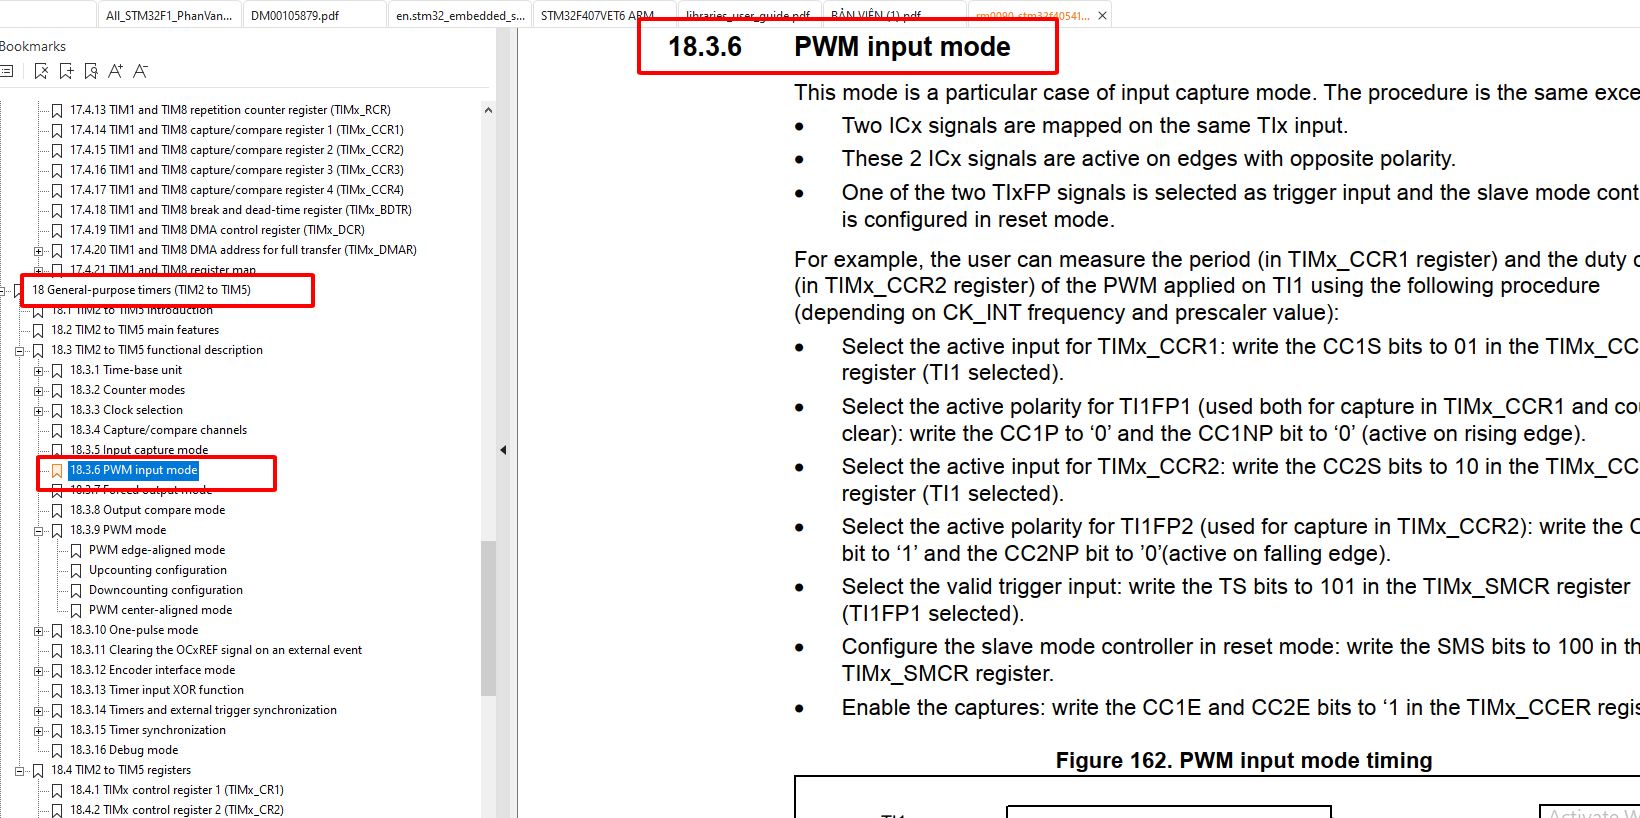 All_STM32F1_PhanVan...
DM00105879.pdf
en.stm32_embedded_s...
STM32F407VET6 ARM
libraries_user_guide.pdf
BẢN VIÊN (1).pdf
Bookmarks
17.4.13 TIM1 and TIM8 repetition counter register (TIMx_RCR)
17.4.14 TIM1 and TIM8 capture/compare register 1 (TIMx_CCR1)
17.4.15 TIM1 and TIM8 capture/compare register 2 (TIMx_CCR2)
17.4.16 TIM1 and TIM8 capture/compare register 3 (TIMx_CCR3)
17.4.17 TIM1 and TIM8 capture/compare register 4 (TIMx_CCR4)
17.4.18 TIM1 and TIM8 break and dead-time register (TIMx_BDTR)
17.4.19 TIM1 and TIM8 DMA control register (TIMx_DCR)
17.4.20 TIM1 and TIM8 DMA address for full transfer (TIMx_DMAR)
17.4.21 TIM1 and TIM8 register map
18 General-purpose timers (TIM2 to TIM5)
18.1 TIM2 to TIM5 introduction
18.2 TIM2 to TIM5 main features
18.3 TIM2 to TIM5 functional description
18.3.1 Time-base unit
18.3.2 Counter modes
18.3.3 Clock selection
18.3.4 Capture/compare channels
18.3.5 Input capture mode
18.3.6 PWM input mode
18.3.7 Forced output mode
18.3.8 Output compare mode
18.3.9 PWM mode
PWM edge-aligned mode
Upcounting configuration
Downcounting configuration
PWM center-aligned mode
18.3.10 One-pulse mode
18.3.11 Clearing the OCxREF signal on an external event
18.3.12 Encoder interface mode
18.3.13 Timer input XOR function
18.3.14 Timers and external trigger synchronization
18.3.15 Timer synchronization
18.3.16 Debug mode
18.4 TIM2 to TIM5 registers
18.4.1 TIMx control register 1 (TIMx_CR1)
18.4.2 TIMx control register 2 (TIMx_CR2)
18.3.6 PWM input mode
This mode is a particular case of input capture mode. The procedure is the same exce
• Two ICx signals are mapped on the same TIx input.
• These 2 ICx signals are active on edges with opposite polarity.
• One of the two TIxFP signals is selected as trigger input and the slave mode cont
is configured in reset mode.
For example, the user can measure the period (in TIMx_CCR1 register) and the duty
(in TIMx_CCR2 register) of the PWM applied on TI1 using the following procedure
(depending on CK_INT frequency and prescaler value):
• Select the active input for TIMx_CCR1: write the CC1S bits to 01 in the TIMx_CC
register (TI1 selected).
• Select the active polarity for TI1FP1 (used both for capture in TIMx_CCR1 and cou
clear): write the CC1P to ‘0’ and the CC1NP bit to ‘0’ (active on rising edge).
• Select the active input for TIMx_CCR2: write the CC2S bits to 10 in the TIMx_CC
register (TI1 selected).
• Select the active polarity for TI1FP2 (used for capture in TIMx_CCR2): write the C
bit to ‘1’ and the CC2NP bit to ’0’(active on falling edge).
• Select the valid trigger input: write the TS bits to 101 in the TIMx_SMCR register
(TI1FP1 selected).
• Configure the slave mode controller in reset mode: write the SMS bits to 100 in th
TIMx_SMCR register.
• Enable the captures: write the CC1E and CC2E bits to ‘1 in the TIMx_CCER regis
Figure 162. PWM input mode timing
TI1
Activate W